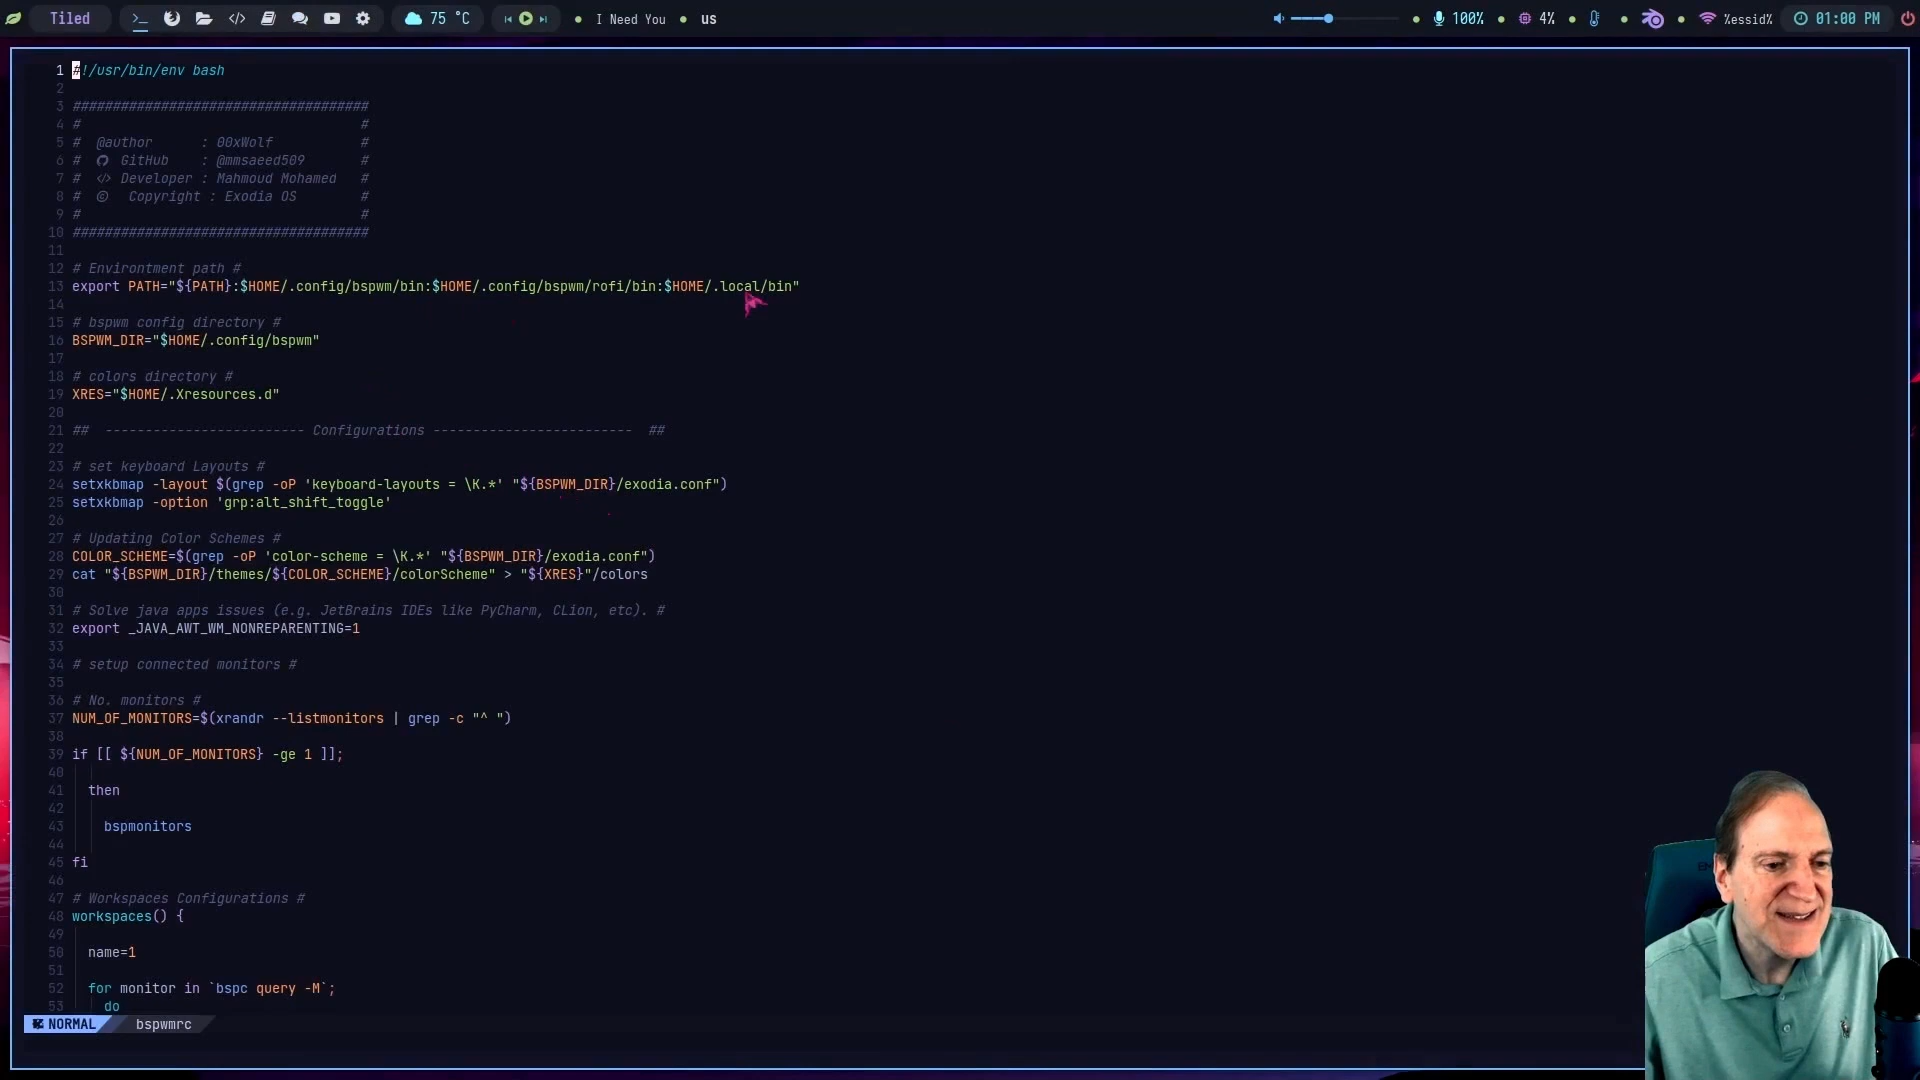 Tiled 75 °C I Need You us 100% 4% %essid% 01:00 PM
1 #!/usr/bin/env bash
2
3 #####################################
4 # #
5 # @author : 00xWolf #
6 # GitHub : @mmsaeed509 #
7 # </> Developer : Mahmoud Mohamed #
8 # © Copyright : Exodia OS #
9 # #
10 #####################################
11
12 # Environtment path #
13 export PATH="${PATH}:$HOME/.config/bspwm/bin:$HOME/.config/bspwm/rofi/bin:$HOME/.local/bin"
14
15 # bspwm config directory #
16 BSPWM_DIR="$HOME/.config/bspwm"
17
18 # colors directory #
19 XRES="$HOME/.Xresources.d"
20
21 ## ------------------------- Configurations ------------------------- ##
22
23 # set keyboard Layouts #
24 setxkbmap -layout $(grep -oP 'keyboard-layouts = \K.*' "${BSPWM_DIR}/exodia.conf")
25 setxkbmap -option 'grp:alt_shift_toggle'
26
27 # Updating Color Schemes #
28 COLOR_SCHEME=$(grep -oP 'color-scheme = \K.*' "${BSPWM_DIR}/exodia.conf")
29 cat "${BSPWM_DIR}/themes/${COLOR_SCHEME}/colorScheme" > "${XRES}"/colors
30
31 # Solve java apps issues (e.g. JetBrains IDEs like PyCharm, CLion, etc). #
32 export _JAVA_AWT_WM_NONREPARENTING=1
33
34 # setup connected monitors #
35
36 # No. monitors #
37 NUM_OF_MONITORS=$(xrandr --listmonitors | grep -c "^ ")
38
39 if [[ ${NUM_OF_MONITORS} -ge 1 ]];
40
41 then
42
43 bspmonitors
44
45 fi
46
47 # Workspaces Configurations #
48 workspaces() {
49
50 name=1
51
52 for monitor in `bspc query -M`;
53 do
NORMAL bspwmrc